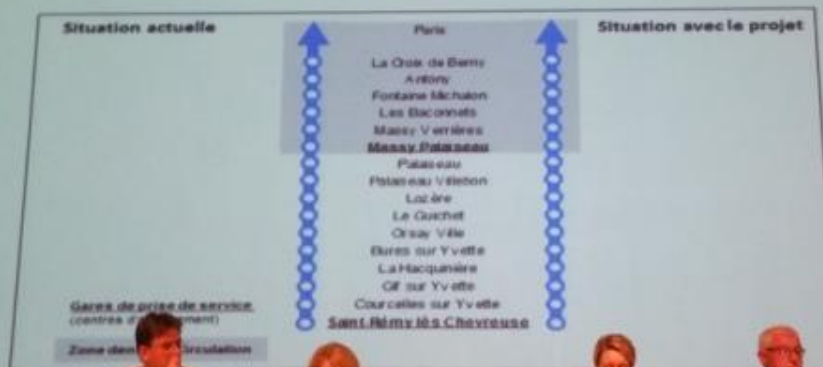 Situation actuelle
Paris
Situation avec le projet
La Croix de Berny
Antony
Fontaine Michalon
Les Baconnets
Massy Verrières
Massy Palaiseau
Palaiseau
Palaiseau Villebon
Lozère
Le Guichet
Orsay Ville
Bures sur Yvette
La Hacquinière
Gif sur Yvette
Courcelles sur Yvette
Saint Rémy lès Chevreuse
Gares de prise de service
(centres
Zone